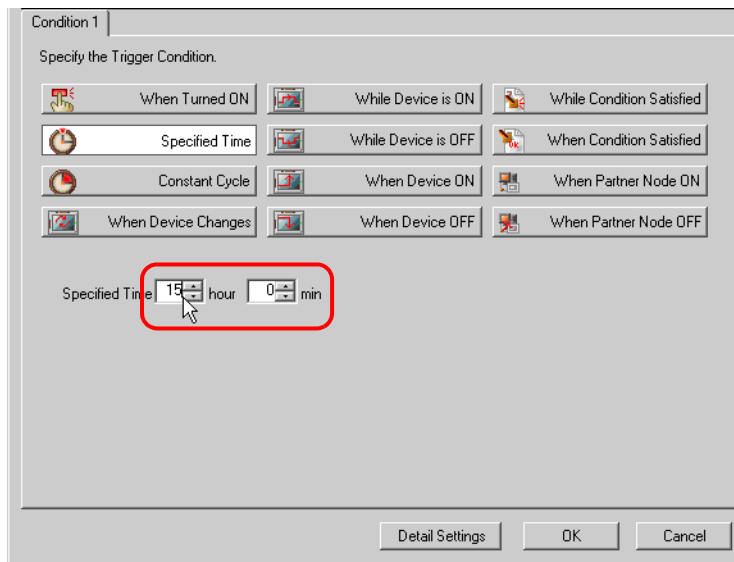 Condition 1
Specify the Trigger Condition.
When Turned ON While Device is ON While Condition Satisfied
Specified Time While Device is OFF When Condition Satisfied
Constant Cycle When Device ON When Partner Node ON
When Device Changes When Device OFF When Partner Node OFF
Specified Time 15 hour 0 min
Detail Settings OK Cancel